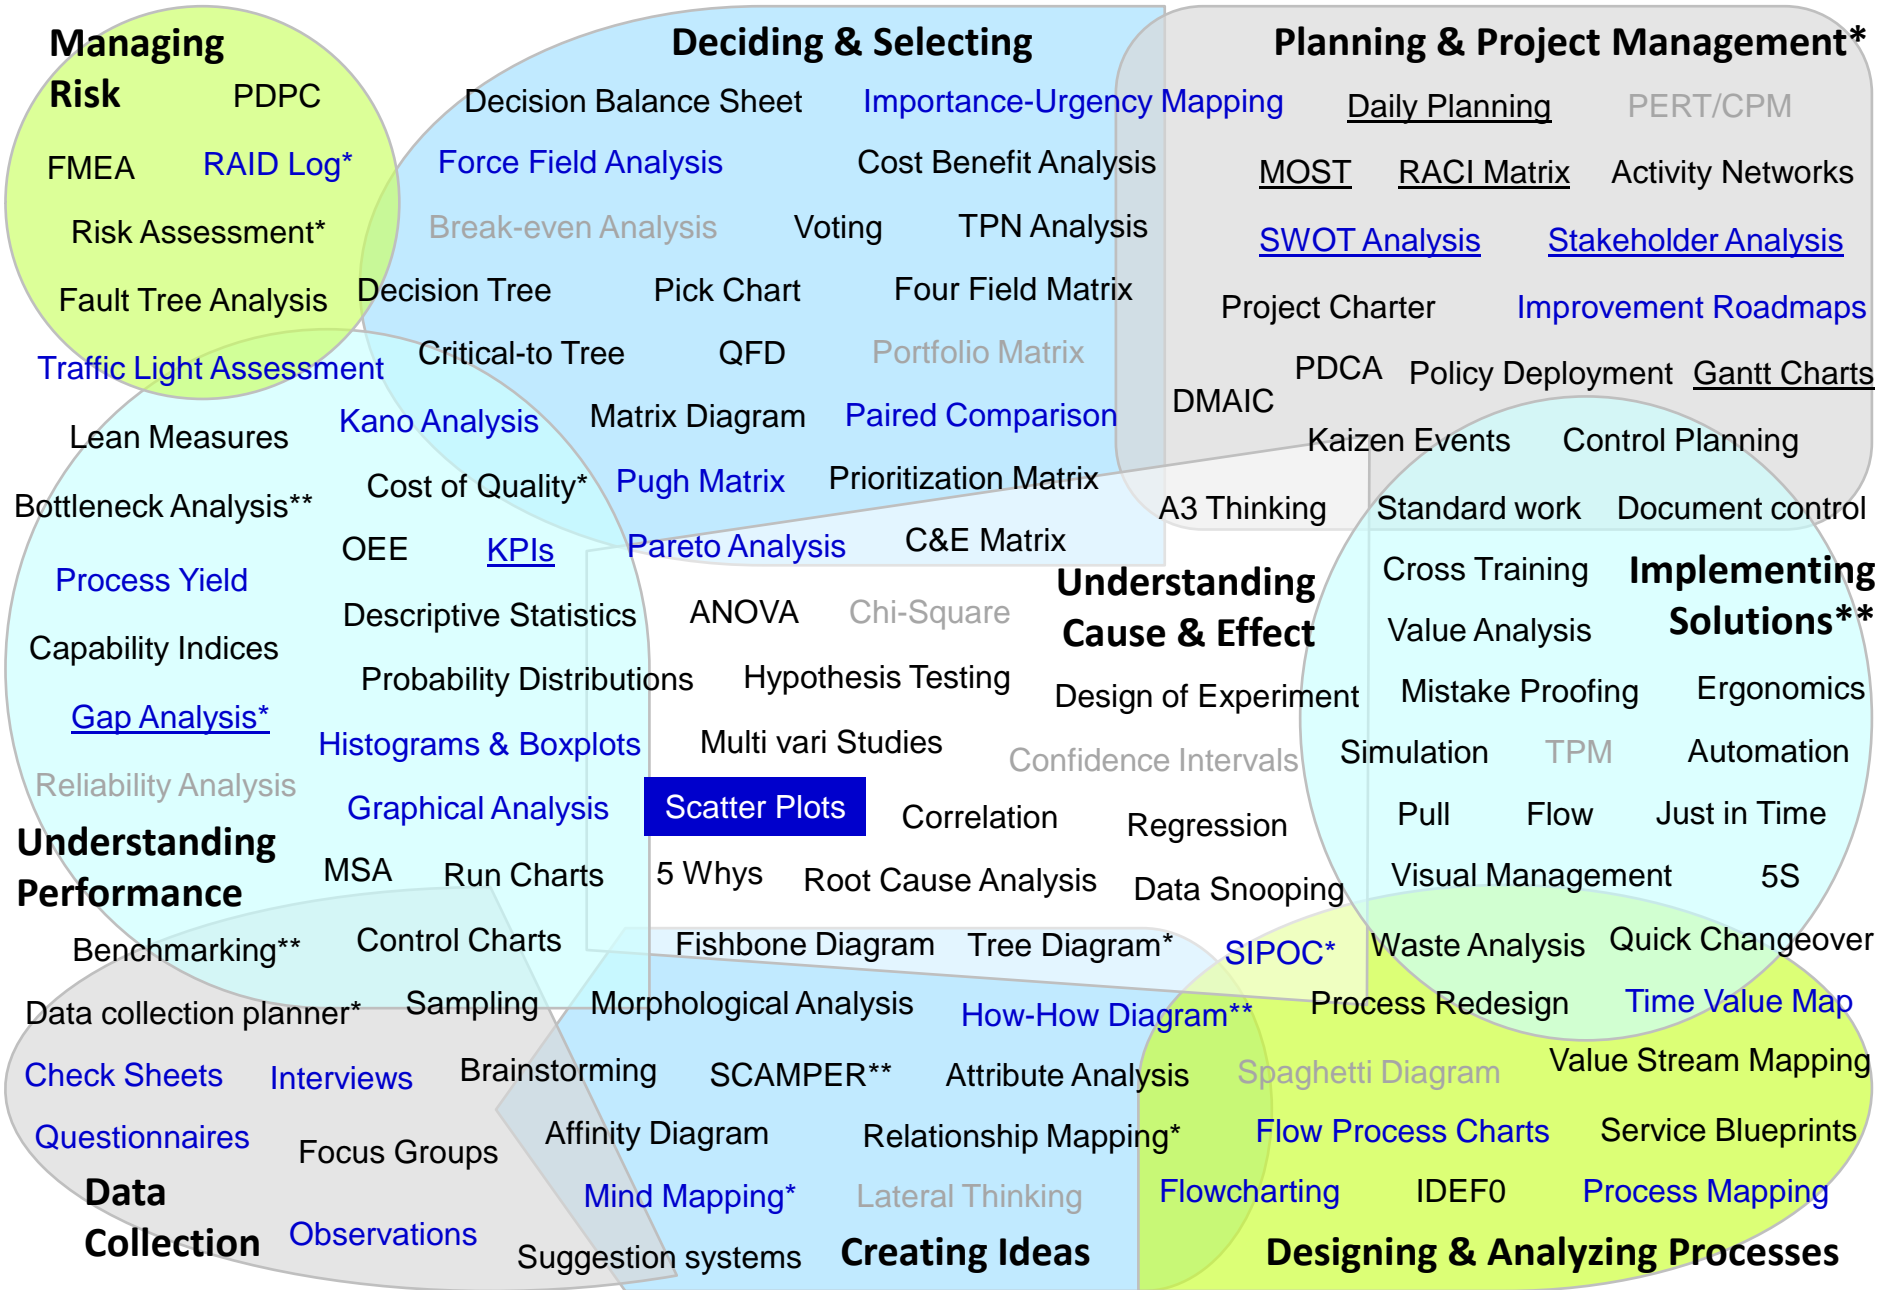 Managing
Risk
PDPC
FMEA
RAID Log*
Risk Assessment*
Fault Tree Analysis
Traffic Light Assessment
Deciding & Selecting
Decision Balance Sheet
Importance-Urgency Mapping
Force Field Analysis
Cost Benefit Analysis
Break-even Analysis
Voting
TPN Analysis
Decision Tree
Pick Chart
Four Field Matrix
Critical-to Tree
QFD
Portfolio Matrix
Kano Analysis
Matrix Diagram
Paired Comparison
Cost of Quality*
Pugh Matrix
Prioritization Matrix
Pareto Analysis
C&E Matrix
Planning & Project Management*
Daily Planning
PERT/CPM
MOST
RACI Matrix
Activity Networks
SWOT Analysis
Stakeholder Analysis
Project Charter
Improvement Roadmaps
PDCA
Policy Deployment
Gantt Charts
DMAIC
Kaizen Events
Control Planning
A3 Thinking
Standard work
Document control
Lean Measures
Bottleneck Analysis**
OEE
KPIs
Process Yield
Descriptive Statistics
Capability Indices
Probability Distributions
Gap Analysis*
Histograms & Boxplots
Reliability Analysis
Graphical Analysis
Understanding
Performance
MSA
Run Charts
Benchmarking**
Control Charts
Understanding
Cause & Effect
ANOVA
Chi-Square
Hypothesis Testing
Design of Experiment
Multi vari Studies
Confidence Intervals
Scatter Plots
Correlation
Regression
5 Whys
Root Cause Analysis
Data Snooping
Fishbone Diagram
Tree Diagram*
SIPOC*
Implementing
Solutions**
Cross Training
Value Analysis
Mistake Proofing
Ergonomics
Simulation
TPM
Automation
Pull
Flow
Just in Time
Visual Management
5S
Waste Analysis
Quick Changeover
Data collection planner*
Sampling
Check Sheets
Interviews
Questionnaires
Focus Groups
Data
Collection
Observations
Morphological Analysis
How-How Diagram**
Brainstorming
SCAMPER**
Attribute Analysis
Affinity Diagram
Relationship Mapping*
Mind Mapping*
Lateral Thinking
Suggestion systems
Creating Ideas
Process Redesign
Time Value Map
Spaghetti Diagram
Value Stream Mapping
Flow Process Charts
Service Blueprints
Flowcharting
IDEF0
Process Mapping
Designing & Analyzing Processes